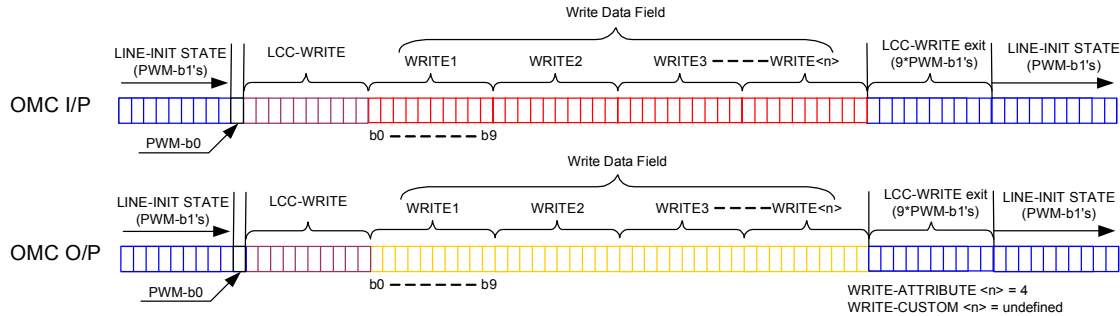 Write Data Field
LINE-INIT STATE
(PWM-b1's)
LCC-WRITE
WRITE1
WRITE2
WRITE3
WRITE<n>
LCC-WRITE exit
(9*PWM-b1's)
LINE-INIT STATE
(PWM-b1's)
OMC I/P
PWM-b0
b0
b9
Write Data Field
LINE-INIT STATE
(PWM-b1's)
LCC-WRITE
WRITE1
WRITE2
WRITE3
WRITE<n>
LCC-WRITE exit
(9*PWM-b1's)
LINE-INIT STATE
(PWM-b1's)
OMC O/P
PWM-b0
b0
b9
WRITE-ATTRIBUTE <n> = 4
WRITE-CUSTOM <n> = undefined